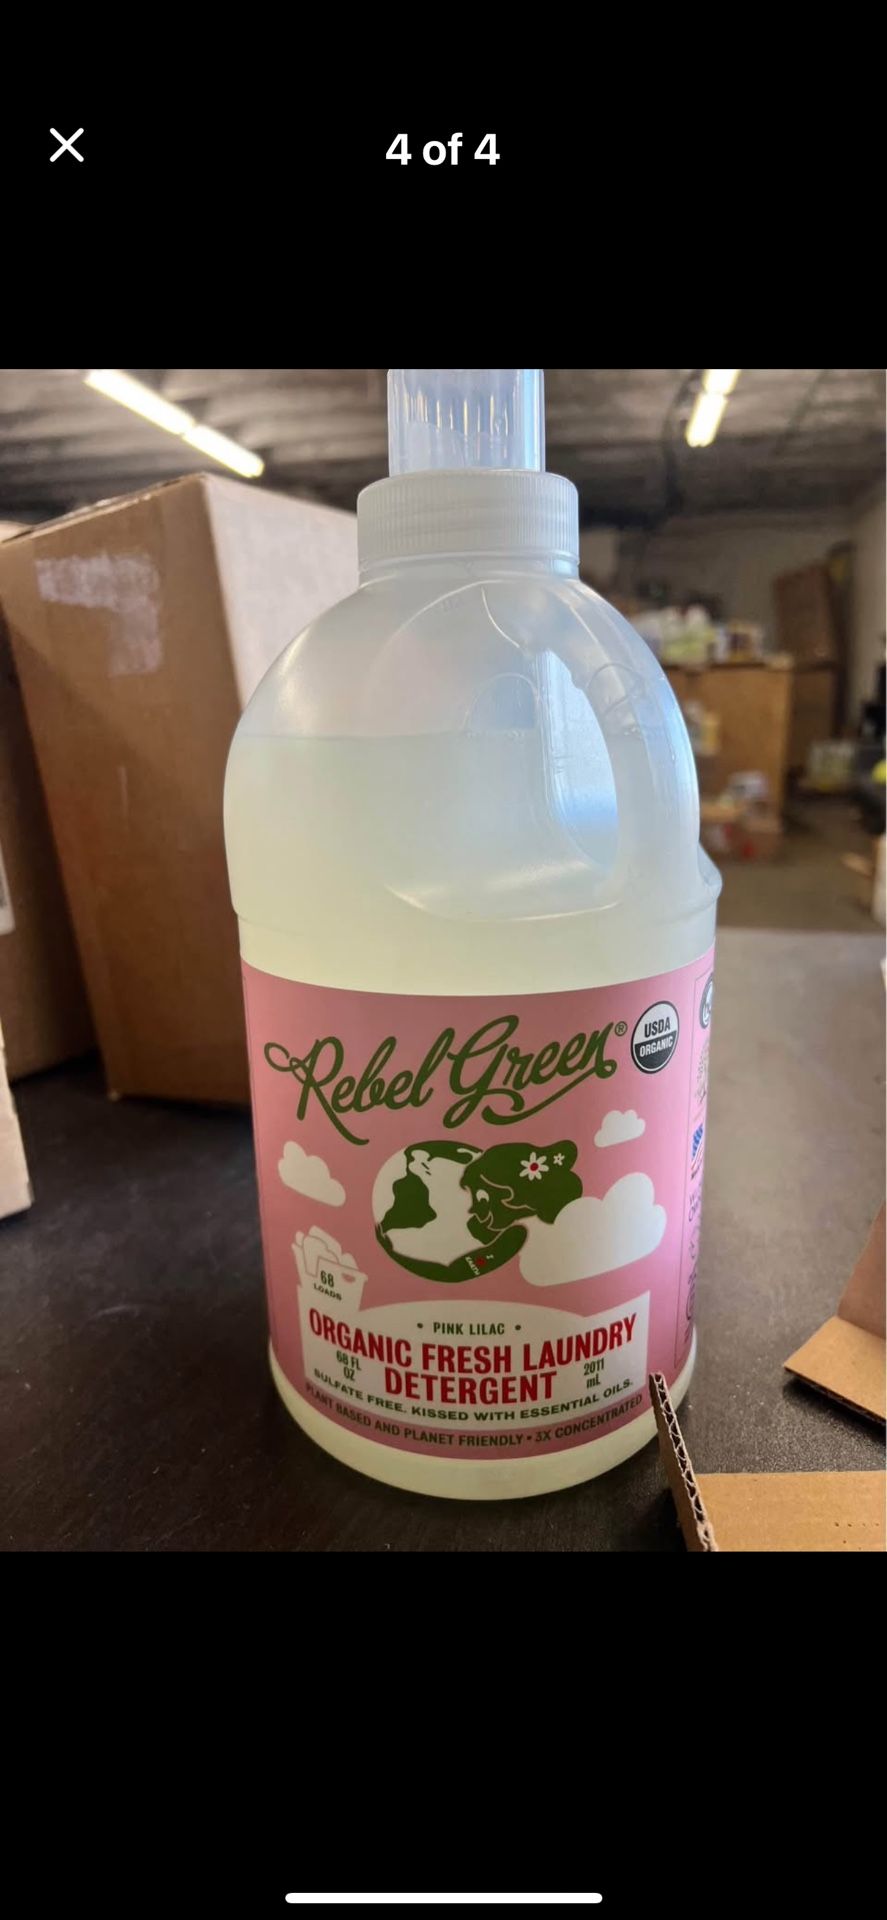 4 of 4
Rebel Green®
USDA
ORGANIC
68
LOADS
• PINK LILAC •
ORGANIC FRESH LAUNDRY
DETERGENT
68 FL
OZ
2011
mL
SULFATE FREE. KISSED WITH ESSENTIAL OILS.
PLANT BASED AND PLANET FRIENDLY • 3X CONCENTRATED